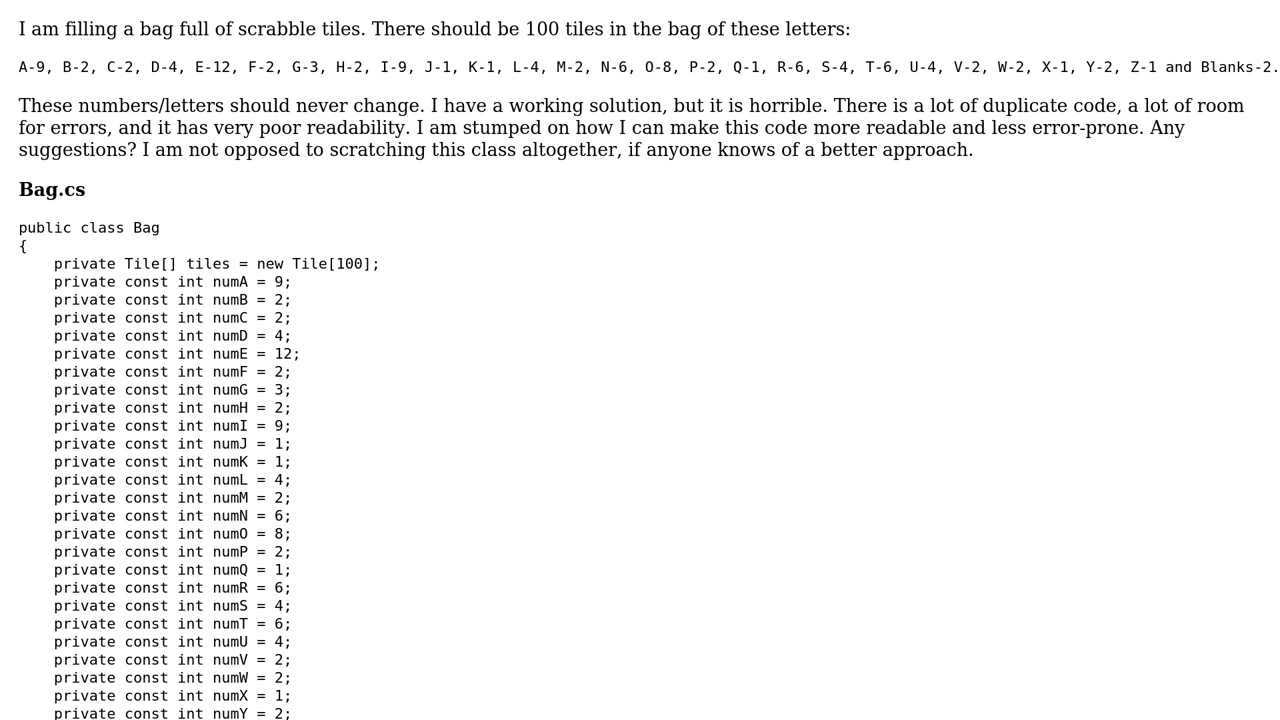 I am filling a bag full of scrabble tiles. There should be 100 tiles in the bag of these letters:
A-9, B-2, C-2, D-4, E-12, F-2, G-3, H-2, I-9, J-1, K-1, L-4, M-2, N-6, O-8, P-2, Q-1, R-6, S-4, T-6, U-4, V-2, W-2, X-1, Y-2, Z-1 and Blanks-2.
These numbers/letters should never change. I have a working solution, but it is horrible. There is a lot of duplicate code, a lot of room
for errors, and it has very poor readability. I am stumped on how I can make this code more readable and less error-prone. Any
suggestions? I am not opposed to scratching this class altogether, if anyone knows of a better approach.
Bag.cs
public class Bag
{
    private Tile[] tiles = new Tile[100];
    private const int numA = 9;
    private const int numB = 2;
    private const int numC = 2;
    private const int numD = 4;
    private const int numE = 12;
    private const int numF = 2;
    private const int numG = 3;
    private const int numH = 2;
    private const int numI = 9;
    private const int numJ = 1;
    private const int numK = 1;
    private const int numL = 4;
    private const int numM = 2;
    private const int numN = 6;
    private const int numO = 8;
    private const int numP = 2;
    private const int numQ = 1;
    private const int numR = 6;
    private const int numS = 4;
    private const int numT = 6;
    private const int numU = 4;
    private const int numV = 2;
    private const int numW = 2;
    private const int numX = 1;
    private const int numY = 2;